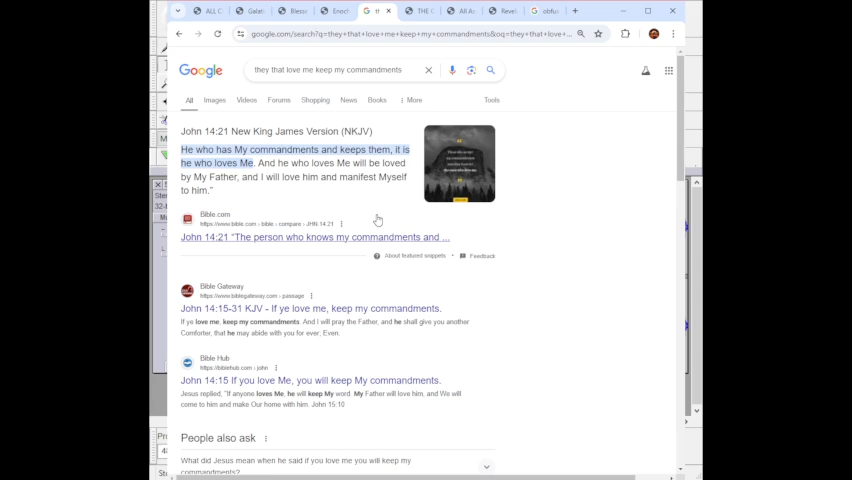 ALL C
Galat
Bless
Enoch
th
THE C
All As
Revel
obfus
google.com/search?q=they+that+love+me+keep+my+commandments&oq=they+that+love+...
Google
they that love me keep my commandments
All Images Videos Forums Shopping News Books More Tools
John 14:21 New King James Version (NKJV)
He who has My commandments and keeps them, it is
he who loves Me. And he who loves Me will be loved
by My Father, and I will love him and manifest Myself
to him."
Bible.com
https://www.bible.com › bible › compare › JHN.14.21
John 14:21 "The person who knows my commandments and ...
About featured snippets • Feedback
Bible Gateway
https://www.biblegateway.com › passage
John 14:15-31 KJV - If ye love me, keep my commandments.
If ye love me, keep my commandments. And I will pray the Father, and he shall give you another
Comforter, that he may abide with you for ever; Even.
Bible Hub
https://biblehub.com › john
John 14:15 If you love Me, you will keep My commandments.
Jesus replied, "If anyone loves Me, he will keep My word. My Father will love him, and We will
come to him and make Our home with him. John 15:10
People also ask
What did Jesus mean when he said if you love me you will keep my
commandments?